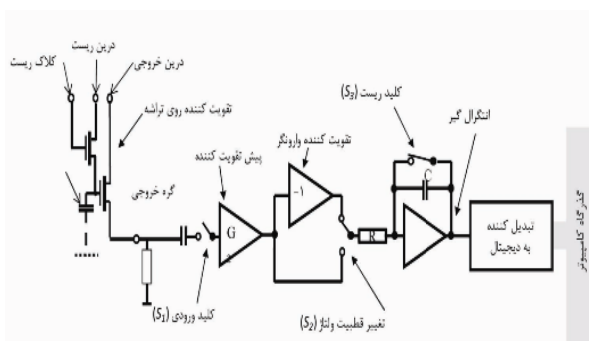 درین ریست
کلاک ریست
درین خروجی
تقویت کننده روی تراشه
کلید ریست (S3)
انتگرال گیر
تقویت کننده وارونگر
پیش تقویت کننده
گره خروجی
C
-1
G
R
تبدیل کننده
به دیجیتال
گذرگاه کامپیوتر
تغییر قطبیت ولتاژ (S2)
کلید ورودی (S1)